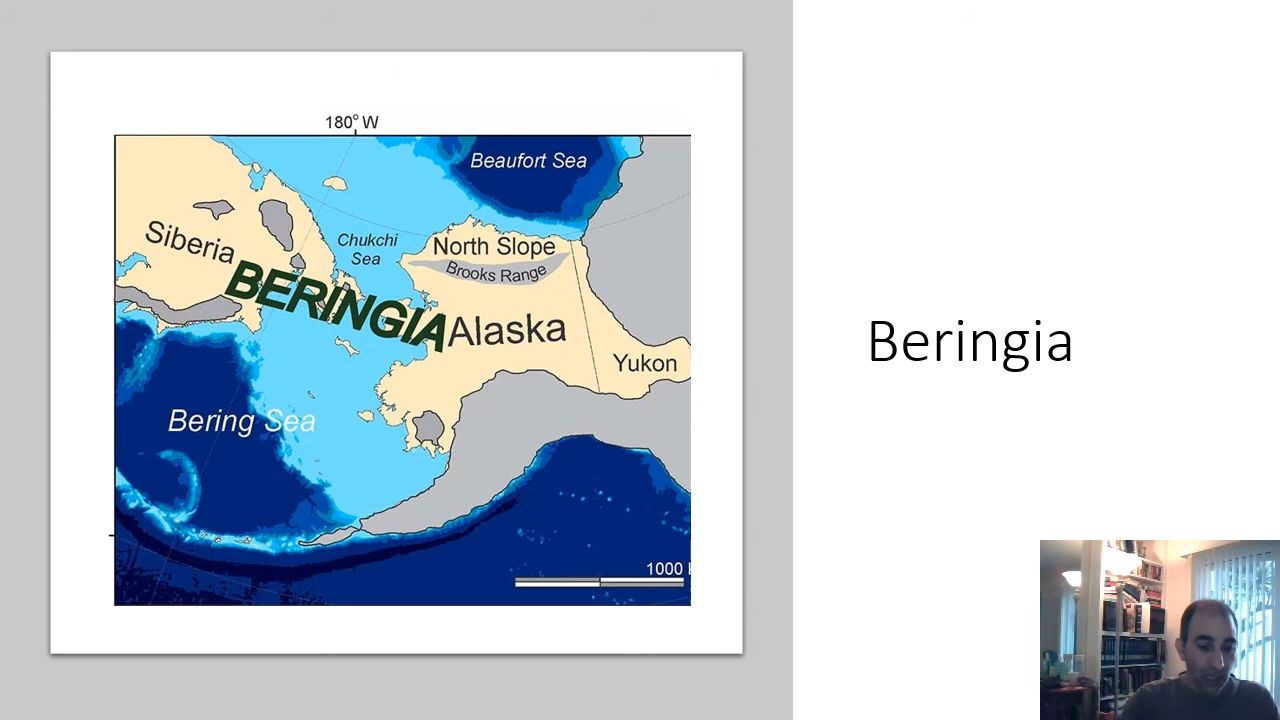 180° W
Beaufort Sea
Siberia
Chukchi
Sea
North Slope
Brooks Range
BERINGIA
Alaska
Yukon
Bering Sea
1000
Beringia